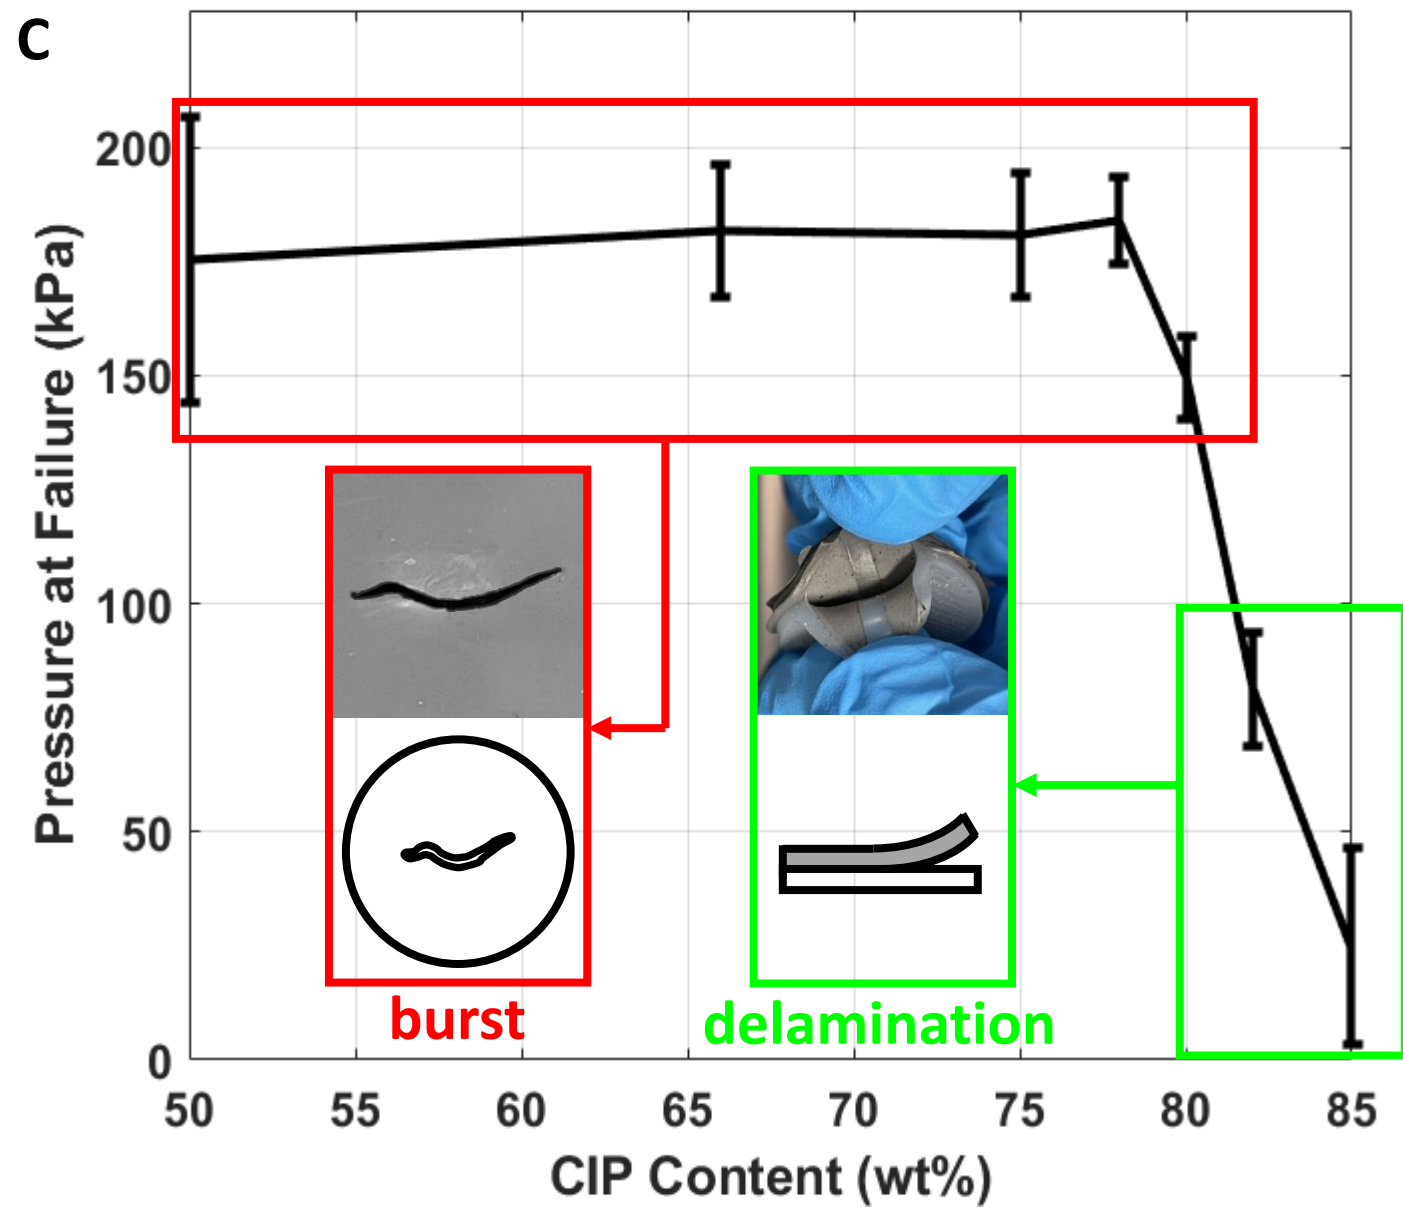 C
Pressure at Failure (kPa)
200
150
100
50
0
burst
delamination
50 55 60 65 70 75 80 85
CIP Content (wt%)